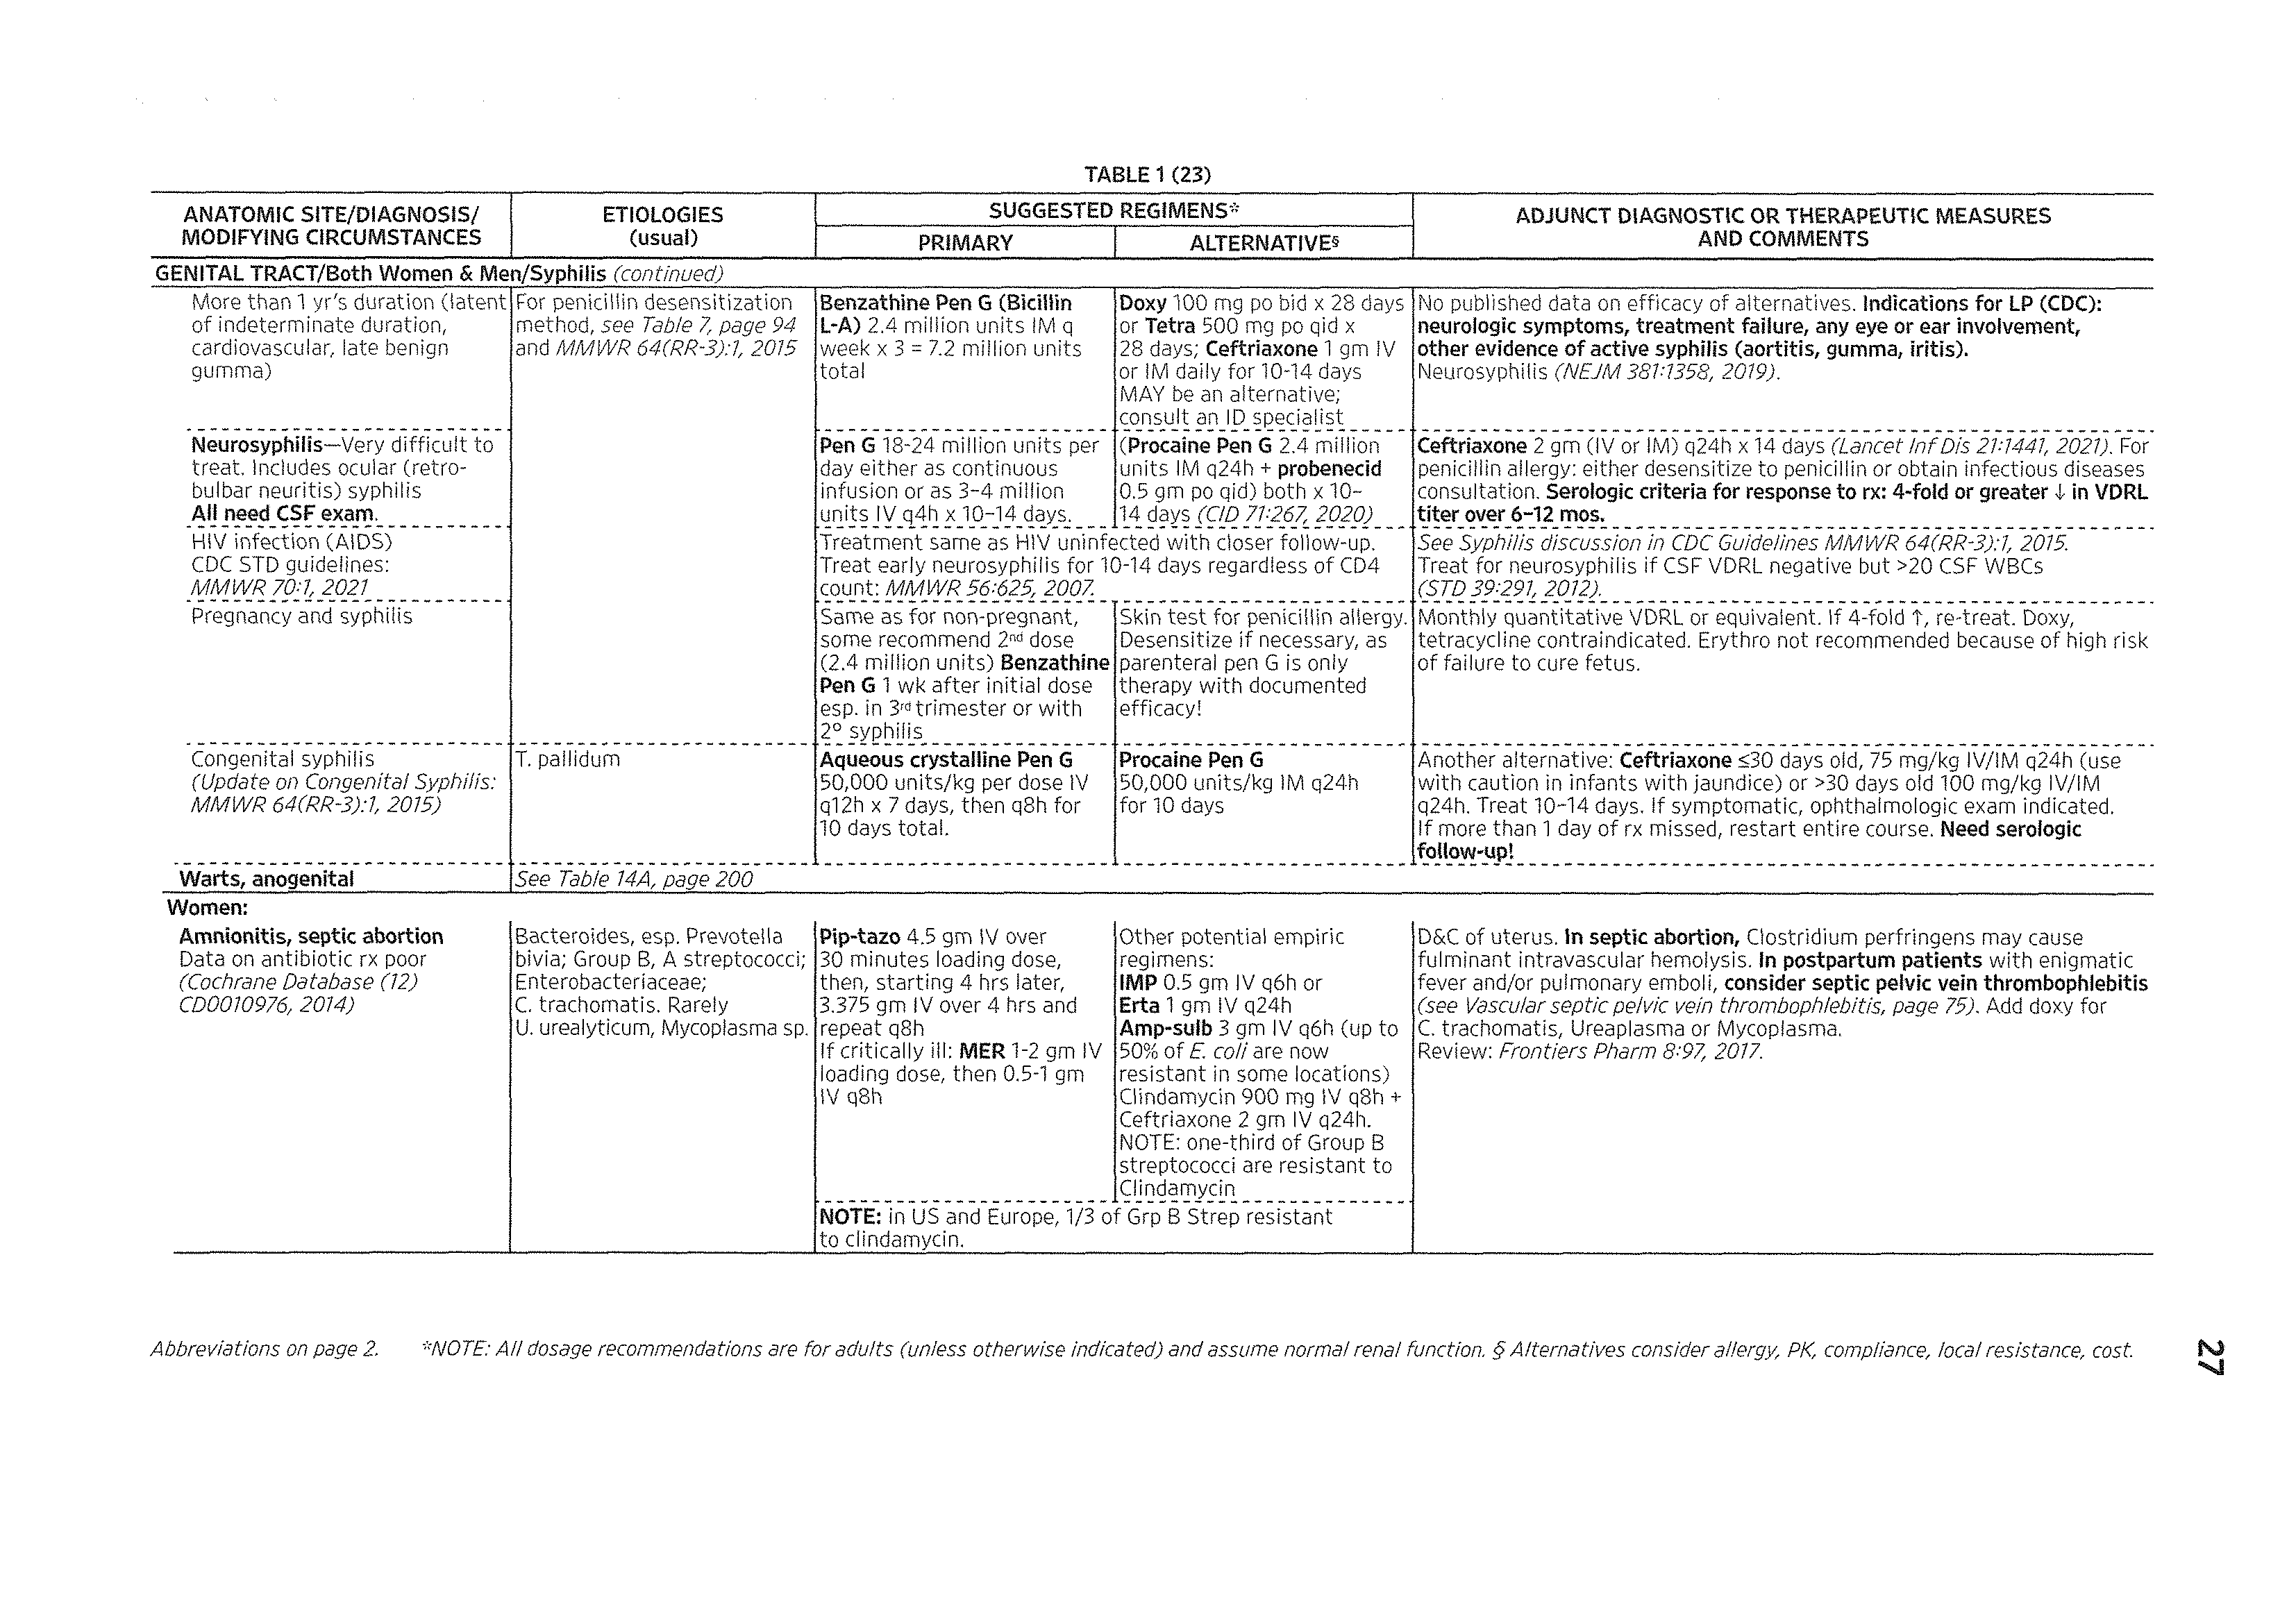 TABLE 1 (23)
ANATOMIC SITE/DIAGNOSIS/
MODIFYING CIRCUMSTANCES
ETIOLOGIES
(usual)
SUGGESTED REGIMENS*
PRIMARY
ALTERNATIVE§
ADJUNCT DIAGNOSTIC OR THERAPEUTIC MEASURES
AND COMMENTS
GENITAL TRACT/Both Women & Men/Syphilis (continued)
More than 1 yr's duration (latent
of indeterminate duration,
cardiovascular, late benign
gumma)
For penicillin desensitization
method, see Table 7, page 94
and MMWR 64(RR-3):1, 2015
Benzathine Pen G (Bicillin
L-A) 2.4 million units IM q
week x 3 = 7.2 million units
total
Doxy 100 mg po bid x 28 days
or Tetra 500 mg po qid x
28 days; Ceftriaxone 1 gm IV
or IM daily for 10-14 days
MAY be an alternative;
consult an ID specialist
No published data on efficacy of alternatives. Indications for LP (CDC):
neurologic symptoms, treatment failure, any eye or ear involvement,
other evidence of active syphilis (aortitis, gumma, iritis).
Neurosyphilis (NEJM 381:1358, 2019).
Neurosyphilis—Very difficult to
treat. Includes ocular (retro-
bulbar neuritis) syphilis
All need CSF exam.
Pen G 18-24 million units per
day either as continuous
infusion or as 3–4 million
units IV q4h x 10–14 days.
(Procaine Pen G 2.4 million
units IM q24h + probenecid
0.5 gm po qid) both x 10–
14 days (CID 71:267, 2020)
Ceftriaxone 2 gm (IV or IM) q24h x 14 days (Lancet Inf Dis 21:1441, 2021). For
penicillin allergy: either desensitize to penicillin or obtain infectious diseases
consultation. Serologic criteria for response to rx: 4-fold or greater ↓ in VDRL
titer over 6–12 mos.
HIV infection (AIDS)
CDC STD guidelines:
MMWR 70:1, 2021
Treatment same as HIV uninfected with closer follow-up.
Treat early neurosyphilis for 10-14 days regardless of CD4
count: MMWR 56:625, 2007.
See Syphilis discussion in CDC Guidelines MMWR 64(RR-3):1, 2015.
Treat for neurosyphilis if CSF VDRL negative but >20 CSF WBCs
(STD 39:291, 2012).
Pregnancy and syphilis
Same as for non-pregnant,
some recommend 2nd dose
(2.4 million units) Benzathine
Pen G 1 wk after initial dose
esp. in 3rd trimester or with
2° syphilis
Skin test for penicillin allergy.
Desensitize if necessary, as
parenteral pen G is only
therapy with documented
efficacy!
Monthly quantitative VDRL or equivalent. If 4-fold ↑, re-treat. Doxy,
tetracycline contraindicated. Erythro not recommended because of high risk
of failure to cure fetus.
Congenital syphilis
(Update on Congenital Syphilis:
MMWR 64(RR-3):1, 2015)
T. pallidum
Aqueous crystalline Pen G
50,000 units/kg per dose IV
q12h x 7 days, then q8h for
10 days total.
Procaine Pen G
50,000 units/kg IM q24h
for 10 days
Another alternative: Ceftriaxone ≤30 days old, 75 mg/kg IV/IM q24h (use
with caution in infants with jaundice) or >30 days old 100 mg/kg IV/IM
q24h. Treat 10–14 days. If symptomatic, ophthalmologic exam indicated.
If more than 1 day of rx missed, restart entire course. Need serologic
follow-up!
Warts, anogenital
See Table 14A, page 200
Women:
Amnionitis, septic abortion
Data on antibiotic rx poor
(Cochrane Database (12)
CD0010976, 2014)
Bacteroides, esp. Prevotella
bivia; Group B, A streptococci;
Enterobacteriaceae;
C. trachomatis. Rarely
U. urealyticum, Mycoplasma sp.
Pip-tazo 4.5 gm IV over
30 minutes loading dose,
then, starting 4 hrs later,
3.375 gm IV over 4 hrs and
repeat q8h
If critically ill: MER 1-2 gm IV
loading dose, then 0.5-1 gm
IV q8h
Other potential empiric
regimens:
IMP 0.5 gm IV q6h or
Erta 1 gm IV q24h
Amp-sulb 3 gm IV q6h (up to
50% of E. coli are now
resistant in some locations)
Clindamycin 900 mg IV q8h +
Ceftriaxone 2 gm IV q24h.
NOTE: one-third of Group B
streptococci are resistant to
Clindamycin
D&C of uterus. In septic abortion, Clostridium perfringens may cause
fulminant intravascular hemolysis. In postpartum patients with enigmatic
fever and/or pulmonary emboli, consider septic pelvic vein thrombophlebitis
(see Vascular septic pelvic vein thrombophlebitis, page 75). Add doxy for
C. trachomatis, Ureaplasma or Mycoplasma.
Review: Frontiers Pharm 8:97, 2017.
NOTE: in US and Europe, 1/3 of Grp B Strep resistant
to clindamycin.
Abbreviations on page 2. *NOTE: All dosage recommendations are for adults (unless otherwise indicated) and assume normal renal function. § Alternatives consider allergy, PK, compliance, local resistance, cost.
27